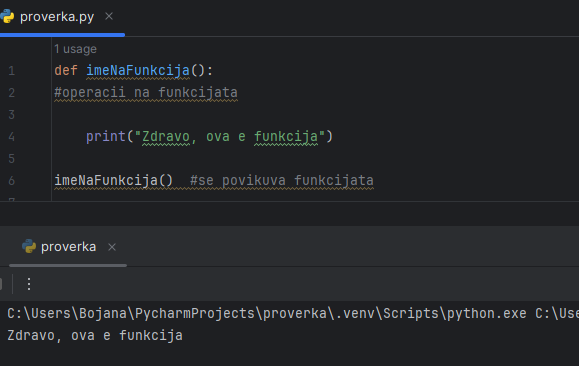 proverka.py
1 usage
1 def imeNaFunkcija():
2 #operacii na funkcijata
3
4 print("Zdravo, ova e funkcija")
5
6 imeNaFunkcija() #se povikuva funkcijata
proverka
C:\Users\Bojana\PycharmProjects\proverka\.venv\Scripts\python.exe C:\Use
Zdravo, ova e funkcija